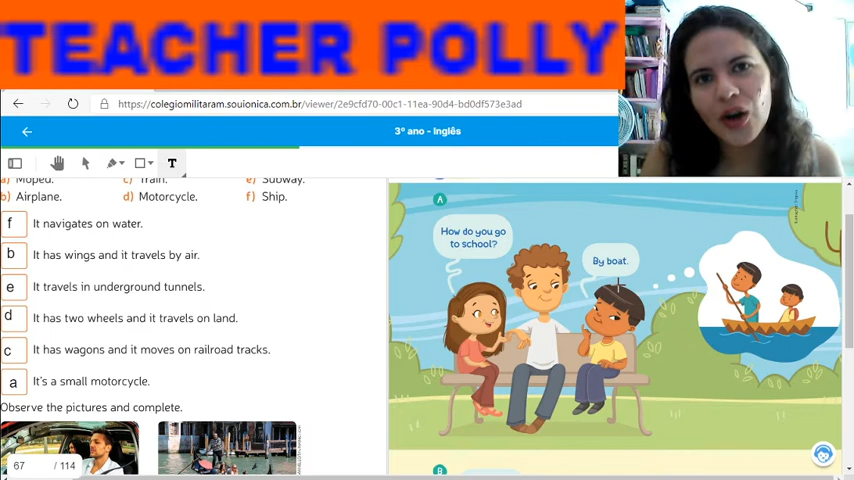 TEACHER POLLY
https://colegiomilitaram.souionica.com.br/viewer/2e9cfd70-00c1-11ea-90d4-bd0df573e3ad
3º ano - Inglês
T
a) Moped. c) Train. e) Subway.
b) Airplane. d) Motorcycle. f) Ship.
f It navigates on water.
b It has wings and it travels by air.
e It travels in underground tunnels.
d It has two wheels and it travels on land.
c It has wagons and it moves on railroad tracks.
a It's a small motorcycle.
Observe the pictures and complete.
67 / 114
A
How do you go
to school?
By boat.
B